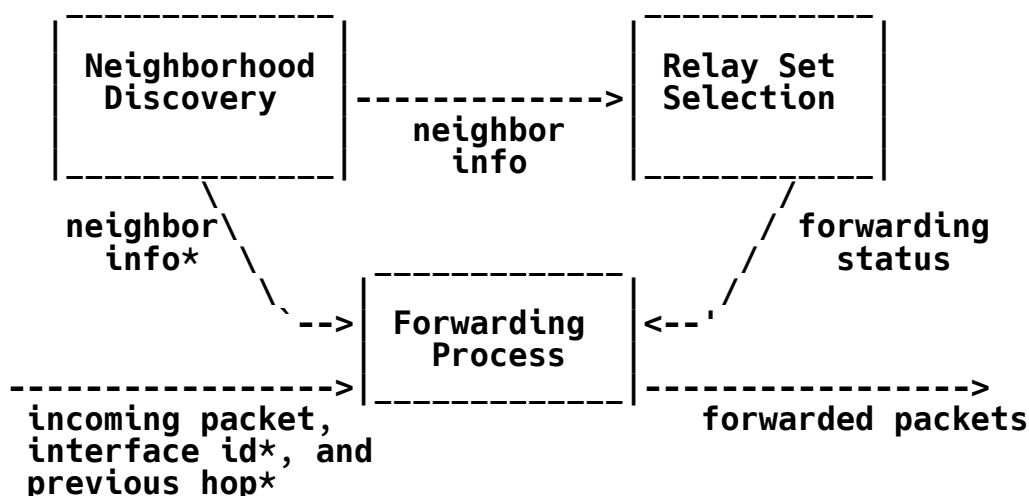 Neighborhood
Discovery
Relay Set
Selection
neighbor
info
neighbor
info*
forwarding
status
Forwarding
Process
incoming packet,
interface id*, and
previous hop*
forwarded packets